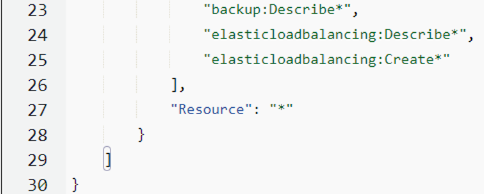 23 "backup:Describe*",
24 "elasticloadbalancing:Describe*",
25 "elasticloadbalancing:Create*"
26 ],
27 "Resource": "*"
28 }
29 ]
30 }